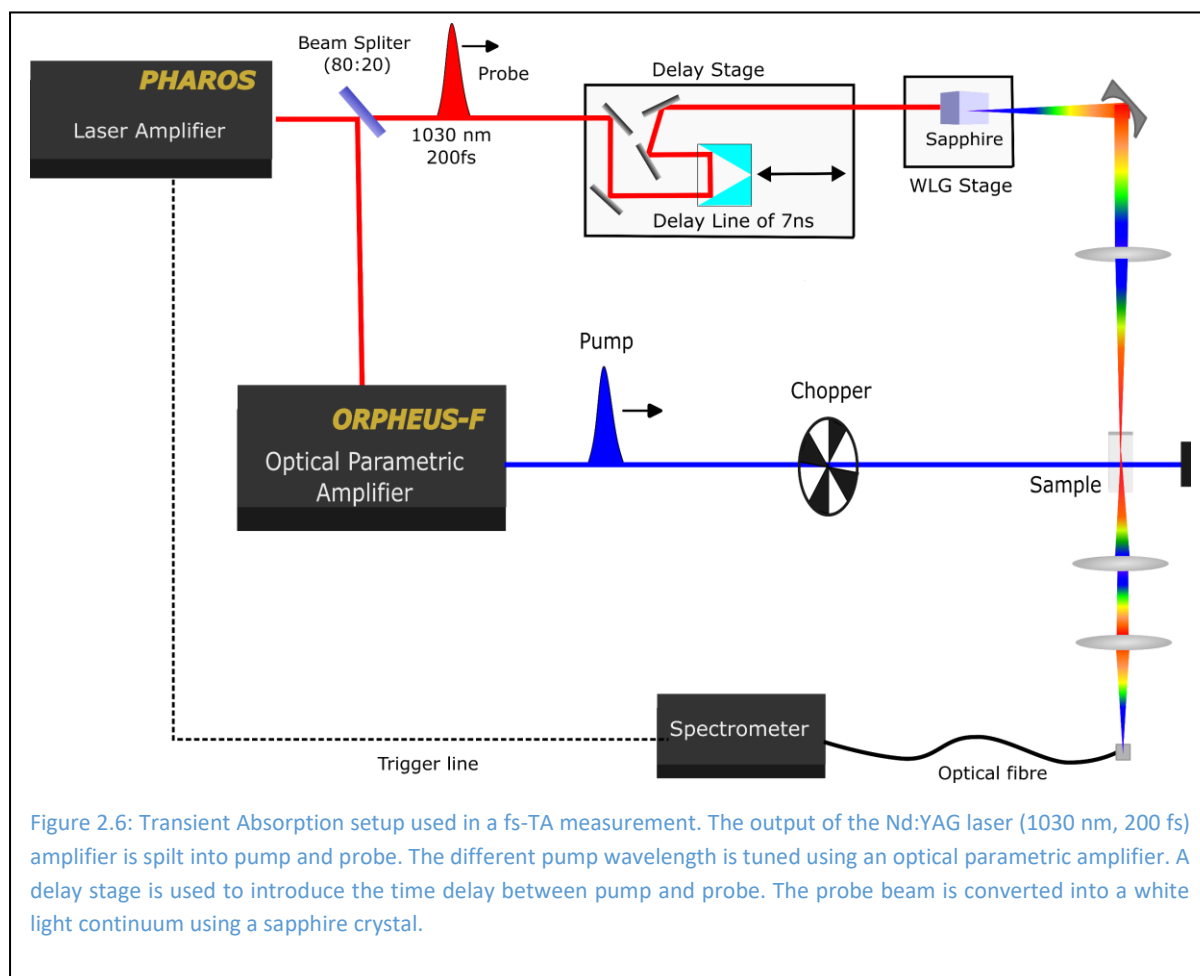 PHAROS
Laser Amplifier
Beam Spliter
(80:20)
Probe
1030 nm
200fs
Delay Stage
Delay Line of 7ns
Sapphire
WLG Stage
ORPHEUS-F
Optical Parametric
Amplifier
Pump
Chopper
Sample
Spectrometer
Trigger line
Optical fibre
Figure 2.6: Transient Absorption setup used in a fs-TA measurement. The output of the Nd:YAG laser (1030 nm, 200 fs)
amplifier is spilt into pump and probe. The different pump wavelength is tuned using an optical parametric amplifier. A
delay stage is used to introduce the time delay between pump and probe. The probe beam is converted into a white
light continuum using a sapphire crystal.